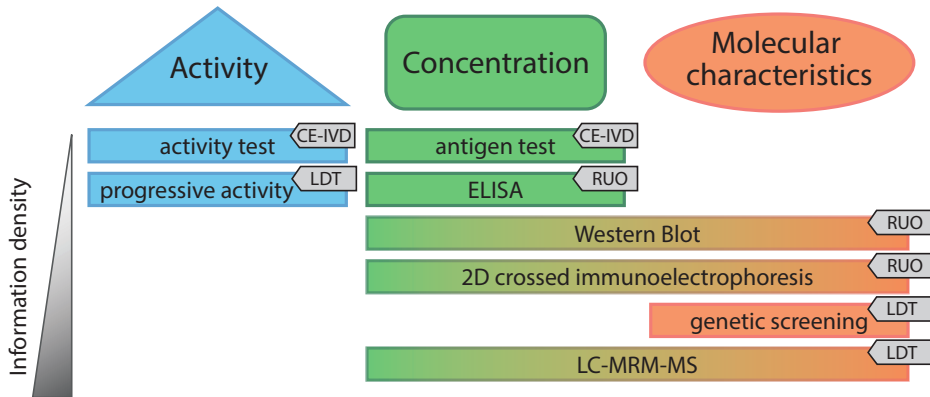 Activity
Concentration
Molecular
characteristics
Information density
activity test
CE-IVD
antigen test
CE-IVD
progressive activity
LDT
ELISA
RUO
Western Blot
RUO
2D crossed immunoelectrophoresis
RUO
genetic screening
LDT
LC-MRM-MS
LDT